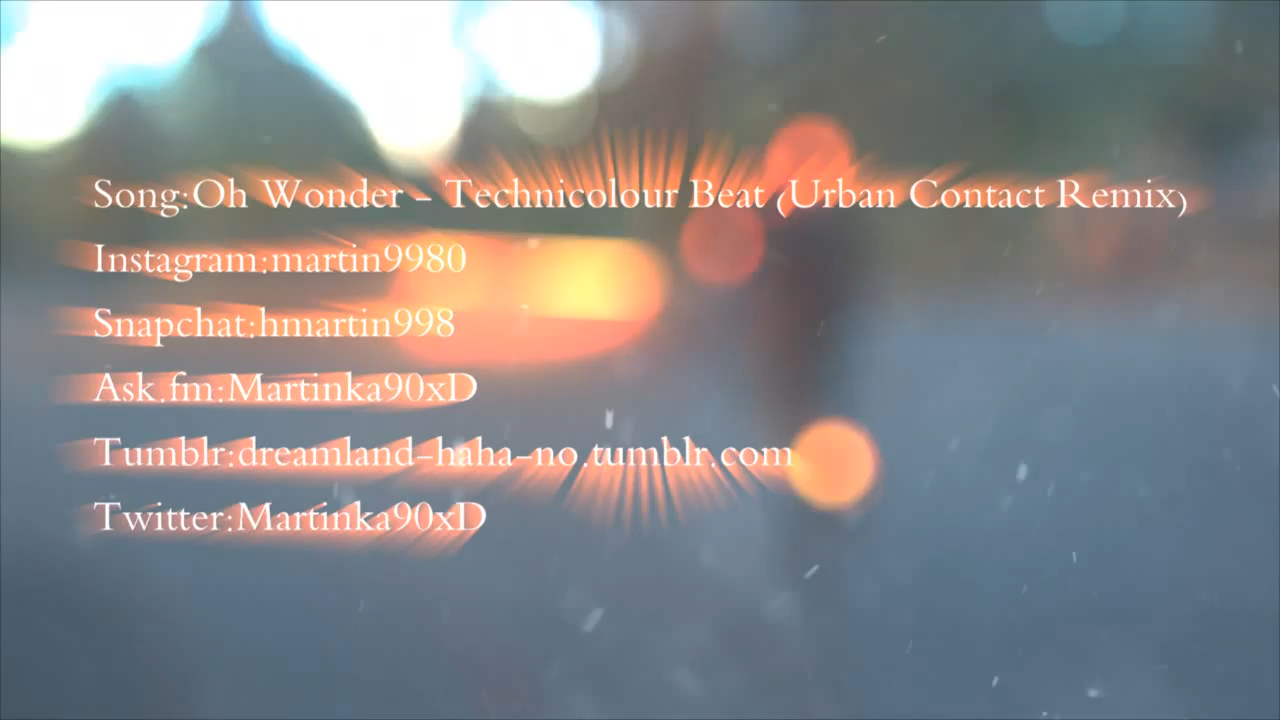 Song:Oh Wonder - Technicolour Beat (Urban Contact Remix)
Instagram:martin9980
Snapchat:hmartin998
Ask.fm:Martinka90xD
Tumblr:dreamland-haha-no.tumblr.com
Twitter:Martinka90xD